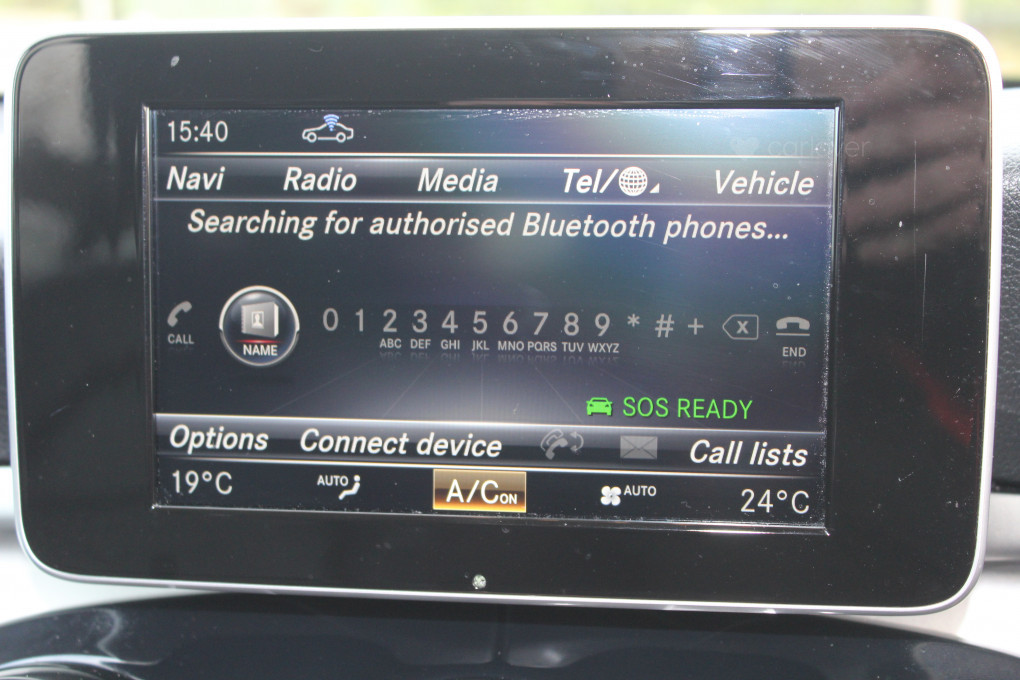 15:40
Navi Radio Media Tel/ Vehicle
Searching for authorised Bluetooth phones...
0 1 2 3 4 5 6 7 8 9 * # + X
CALL NAME ABC DEF GHI JKL MNO PQRS TUV WXYZ END
SOS READY
Options Connect device Call lists
19°C AUTO A/C ON AUTO 24°C